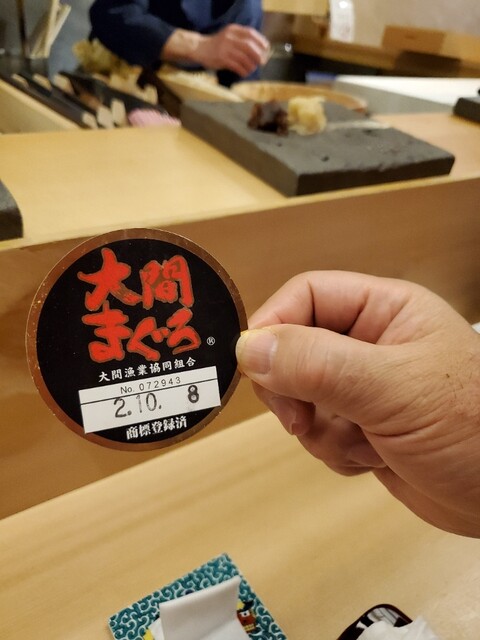 大間
まぐろ®
大間漁業協同組合
No. 072943
2.10. 8
商標登録済